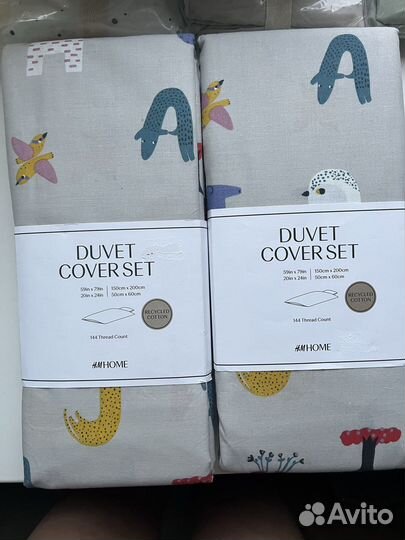 A
A
DUVET
COVER SET
59in x 79in | 150cm x 200cm
20in x 24in | 50cm x 60cm
RECYCLED
COTTON
144 Thread Count
H&M HOME
DUVET
COVER SET
59in x 79in | 150cm x 200cm
20in x 24in | 50cm x 60cm
RECYCLED
COTTON
144 Thread Count
H&M HOME
Avito